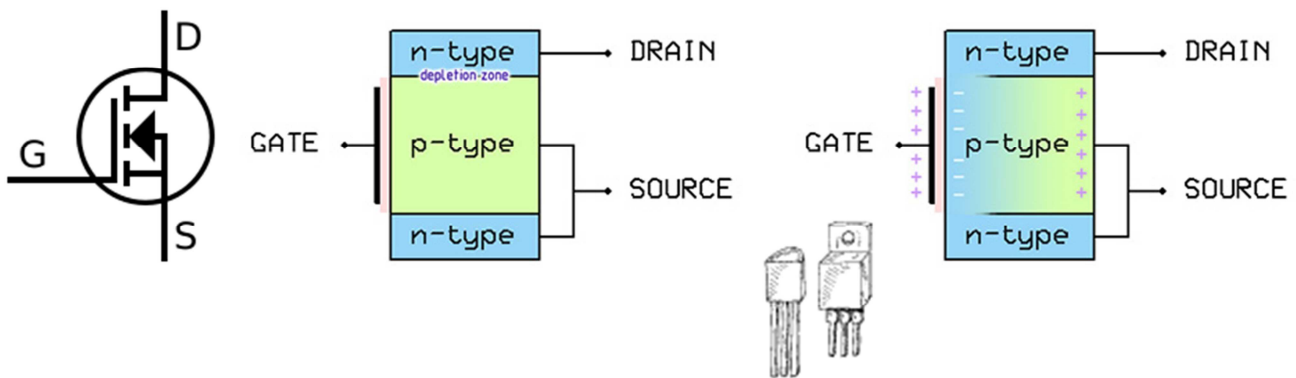 D
G
S
n-type
DRAIN
depletion-zone
GATE
p-type
SOURCE
n-type
n-type
DRAIN
+ − +
+ − +
+ − +
GATE
p-type
+
+ − +
+ − +
+ − +
SOURCE
n-type